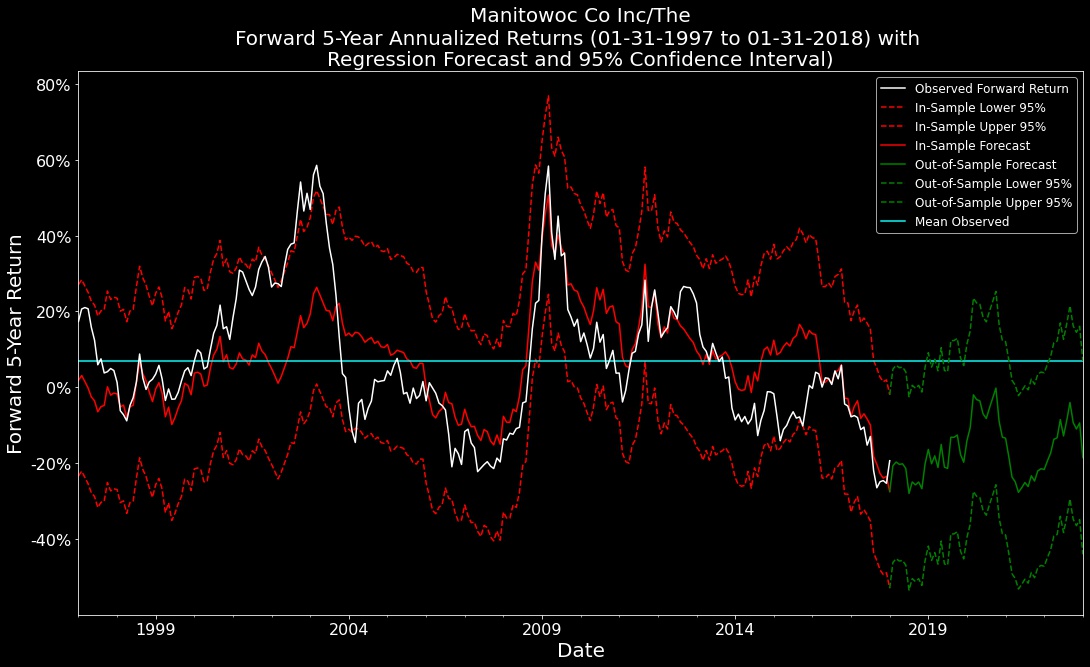 Manitowoc Co Inc/The
Forward 5-Year Annualized Returns (01-31-1997 to 01-31-2018) with
Regression Forecast and 95% Confidence Interval)
80%
60%
40%
20%
0%
-20%
-40%
Forward 5-Year Return
Observed Forward Return
In-Sample Lower 95%
In-Sample Upper 95%
In-Sample Forecast
Out-of-Sample Forecast
Out-of-Sample Lower 95%
Out-of-Sample Upper 95%
Mean Observed
1999 2004 2009 2014 2019
Date